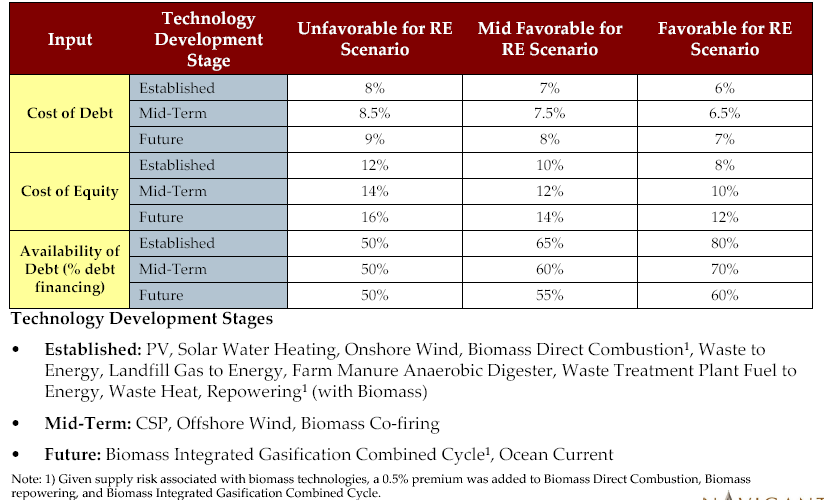 Input Technology Development Stage Unfavorable for RE Scenario Mid Favorable for RE Scenario Favorable for RE Scenario
Cost of Debt Established 8% 7% 6%
Mid-Term 8.5% 7.5% 6.5%
Future 9% 8% 7%
Cost of Equity Established 12% 10% 8%
Mid-Term 14% 12% 10%
Future 16% 14% 12%
Availability of Debt (% debt financing) Established 50% 65% 80%
Mid-Term 50% 60% 70%
Future 50% 55% 60%
Technology Development Stages
• Established: PV, Solar Water Heating, Onshore Wind, Biomass Direct Combustion¹, Waste to
Energy, Landfill Gas to Energy, Farm Manure Anaerobic Digester, Waste Treatment Plant Fuel to
Energy, Waste Heat, Repowering¹ (with Biomass)
• Mid-Term: CSP, Offshore Wind, Biomass Co-firing
• Future: Biomass Integrated Gasification Combined Cycle¹, Ocean Current
Note: 1) Given supply risk associated with biomass technologies, a 0.5% premium was added to Biomass Direct Combustion, Biomass
repowering, and Biomass Integrated Gasification Combined Cycle.